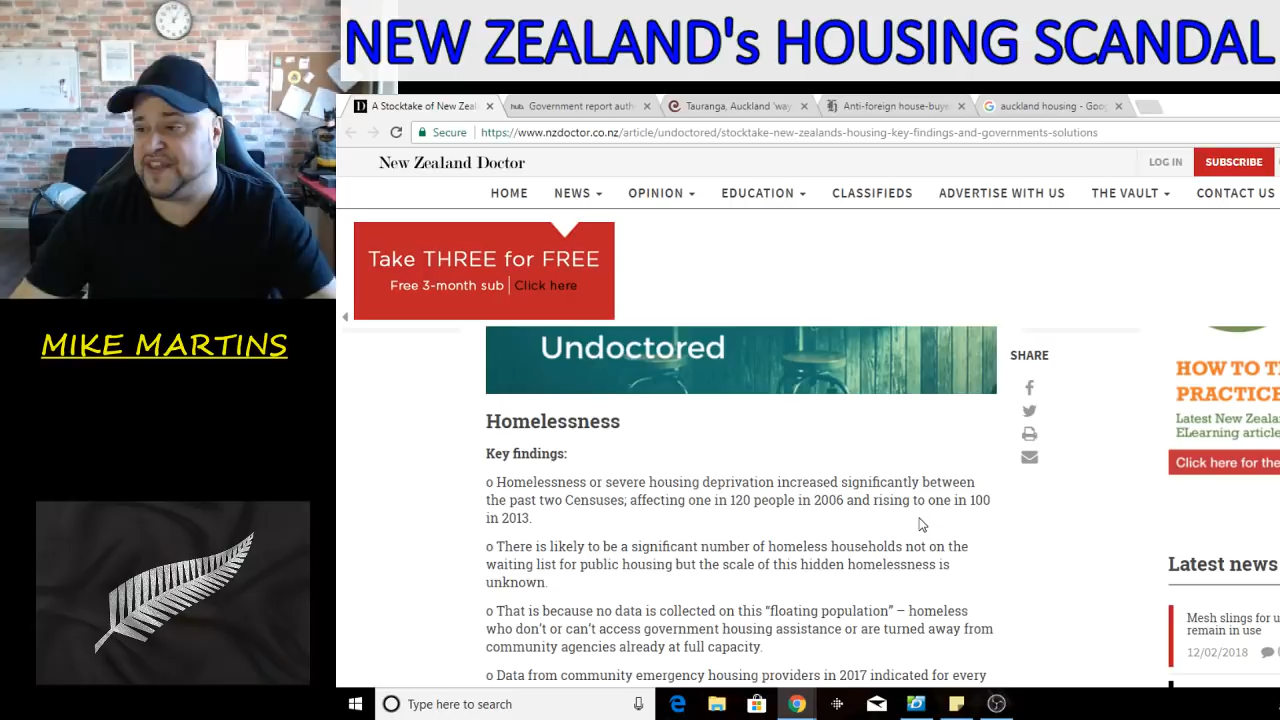 NEW ZEALAND's HOUSING SCANDAL
A Stocktake of New Zeal
hub. Government report auth
Tauranga, Auckland 'way
Anti-foreign house-buye
auckland housing - Goo
Secure https://www.nzdoctor.co.nz/article/undoctored/stocktake-new-zealands-housing-key-findings-and-governments-solutions
New Zealand Doctor
LOG IN
SUBSCRIBE
HOME NEWS OPINION EDUCATION CLASSIFIEDS ADVERTISE WITH US THE VAULT CONTACT US
Take THREE for FREE
Free 3-month sub | Click here
MIKE MARTINS
Undoctored
SHARE
Homelessness
Key findings:
o Homelessness or severe housing deprivation increased significantly between
the past two Censuses; affecting one in 120 people in 2006 and rising to one in 100
in 2013.
o There is likely to be a significant number of homeless households not on the
waiting list for public housing but the scale of this hidden homelessness is
unknown.
o That is because no data is collected on this “floating population” – homeless
who don’t or can’t access government housing assistance or are turned away from
community agencies already at full capacity.
o Data from community emergency housing providers in 2017 indicated for every
HOW TO T
PRACTICE
Latest New Zeala
ELearning article
Click here for the
Latest news
Mesh slings for u
remain in use
12/02/2018
Type here to search